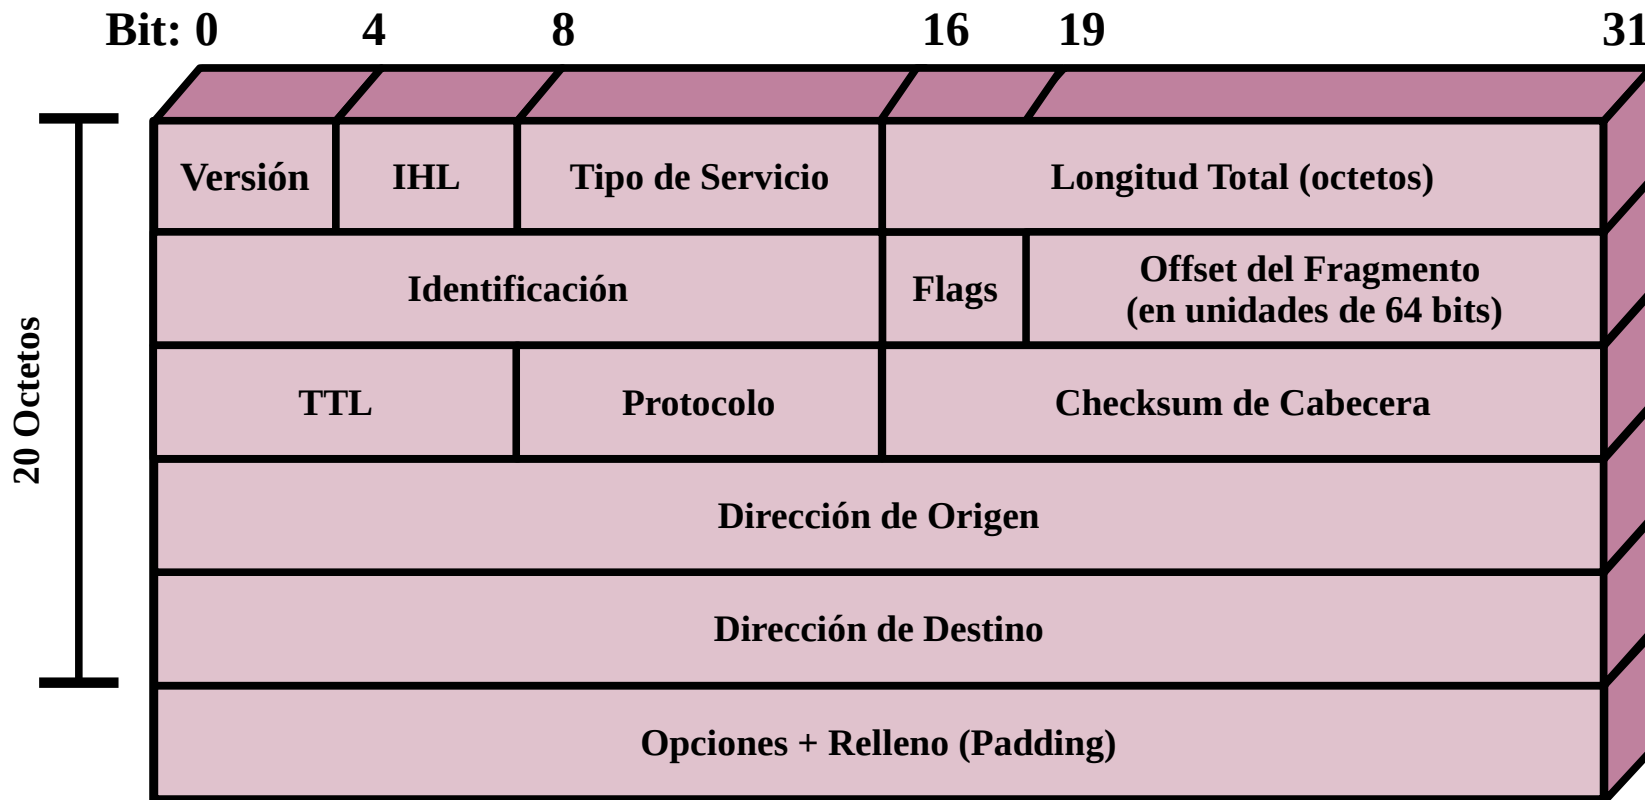 Bit: 0 4 8 16 19 31
Versión IHL Tipo de Servicio Longitud Total (octetos)
Identificación Flags Offset del Fragmento
(en unidades de 64 bits)
TTL Protocolo Checksum de Cabecera
Dirección de Origen
Dirección de Destino
Opciones + Relleno (Padding)
20 Octetos